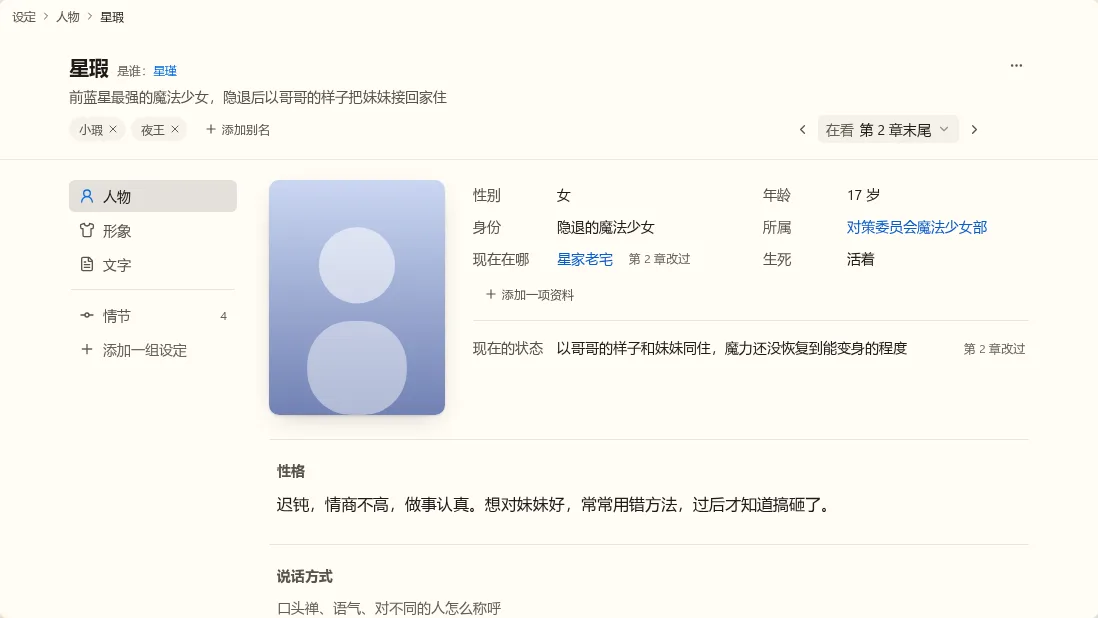 设定 > 人物 > 星瑕
星瑕 是谁: 星瑾
前蓝星最强的魔法少女，隐退后以哥哥的样子把妹妹接回家住
小瑕 × 夜王 × + 添加别名
在看 第 2 章末尾
人物
形象
文字
情节 4
+ 添加一组设定
性别 女 年龄 17 岁
身份 隐退的魔法少女 所属 对策委员会魔法少女部
现在在哪 星家老宅 第 2 章改过 生死 活着
+ 添加一项资料
现在的状态 以哥哥的样子和妹妹同住，魔力还没恢复到能变身的程度 第 2 章改过
性格
迟钝，情商不高，做事认真。想对妹妹好，常常用错方法，过后才知道搞砸了。
说话方式
口头禅、语气、对不同的人怎么称呼